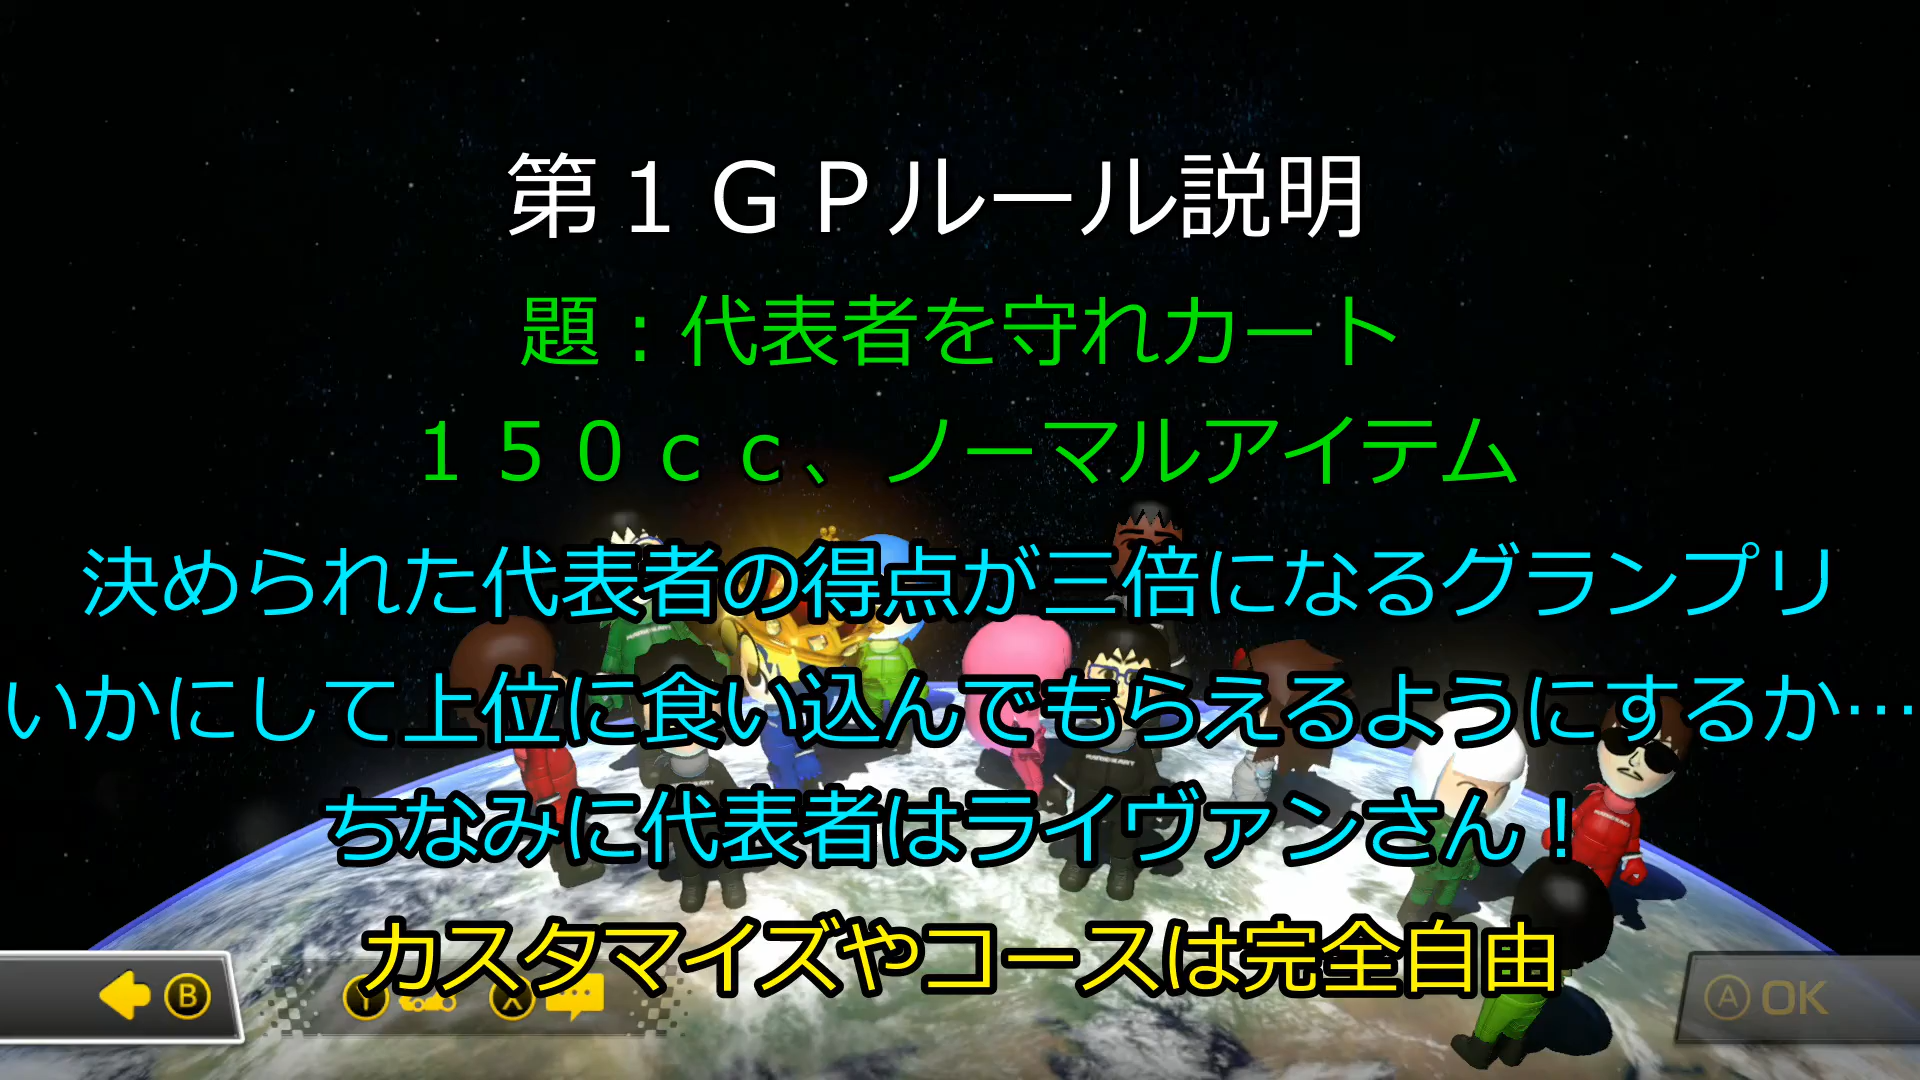 第１ＧＰルール説明
題：代表者を守れカート
１５０ｃｃ、ノーマルアイテム
決められた代表者の得点が三倍になるグランプリ
いかにして上位に食い込んでもらえるようにするか…
ちなみに代表者はライヴァンさん！
カスタマイズやコースは完全自由
B
Y
X
A OK